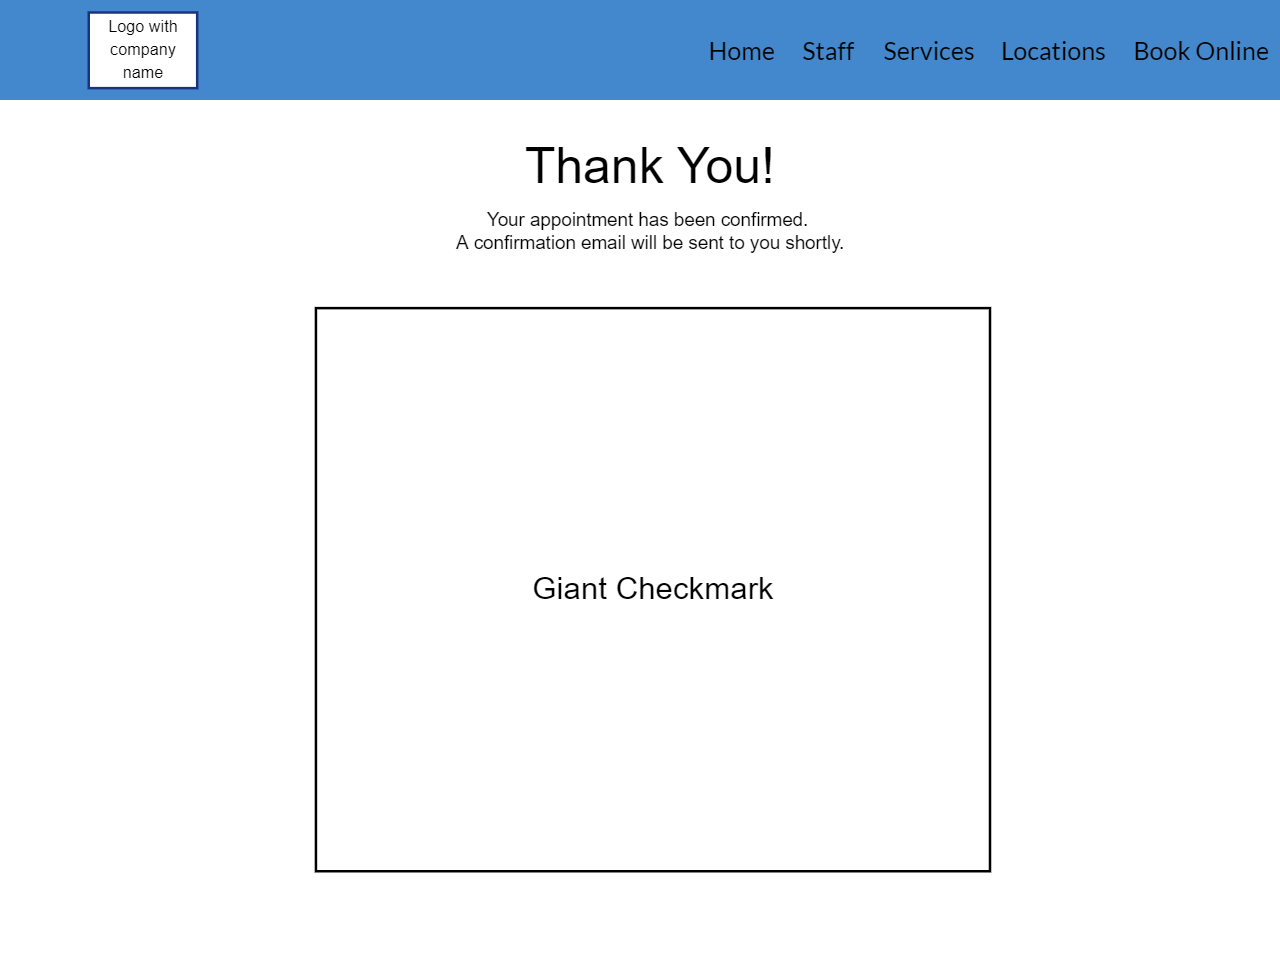 Logo with
company
name
Home Staff Services Locations Book Online
Thank You!
Your appointment has been confirmed.
A confirmation email will be sent to you shortly.
Giant Checkmark